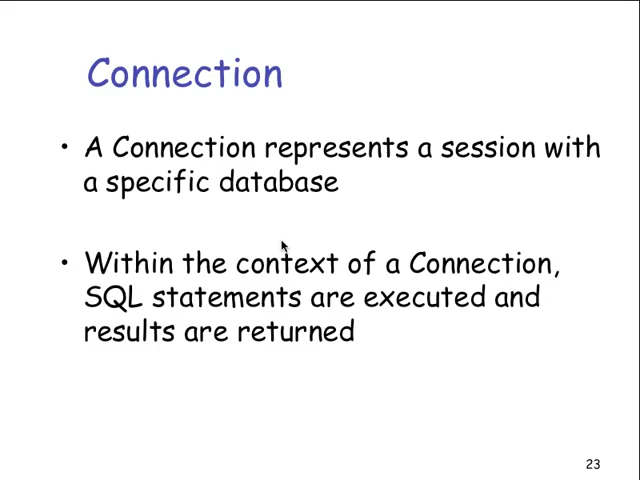 Connection
• A Connection represents a session with
a specific database
• Within the context of a Connection,
SQL statements are executed and
results are returned
23